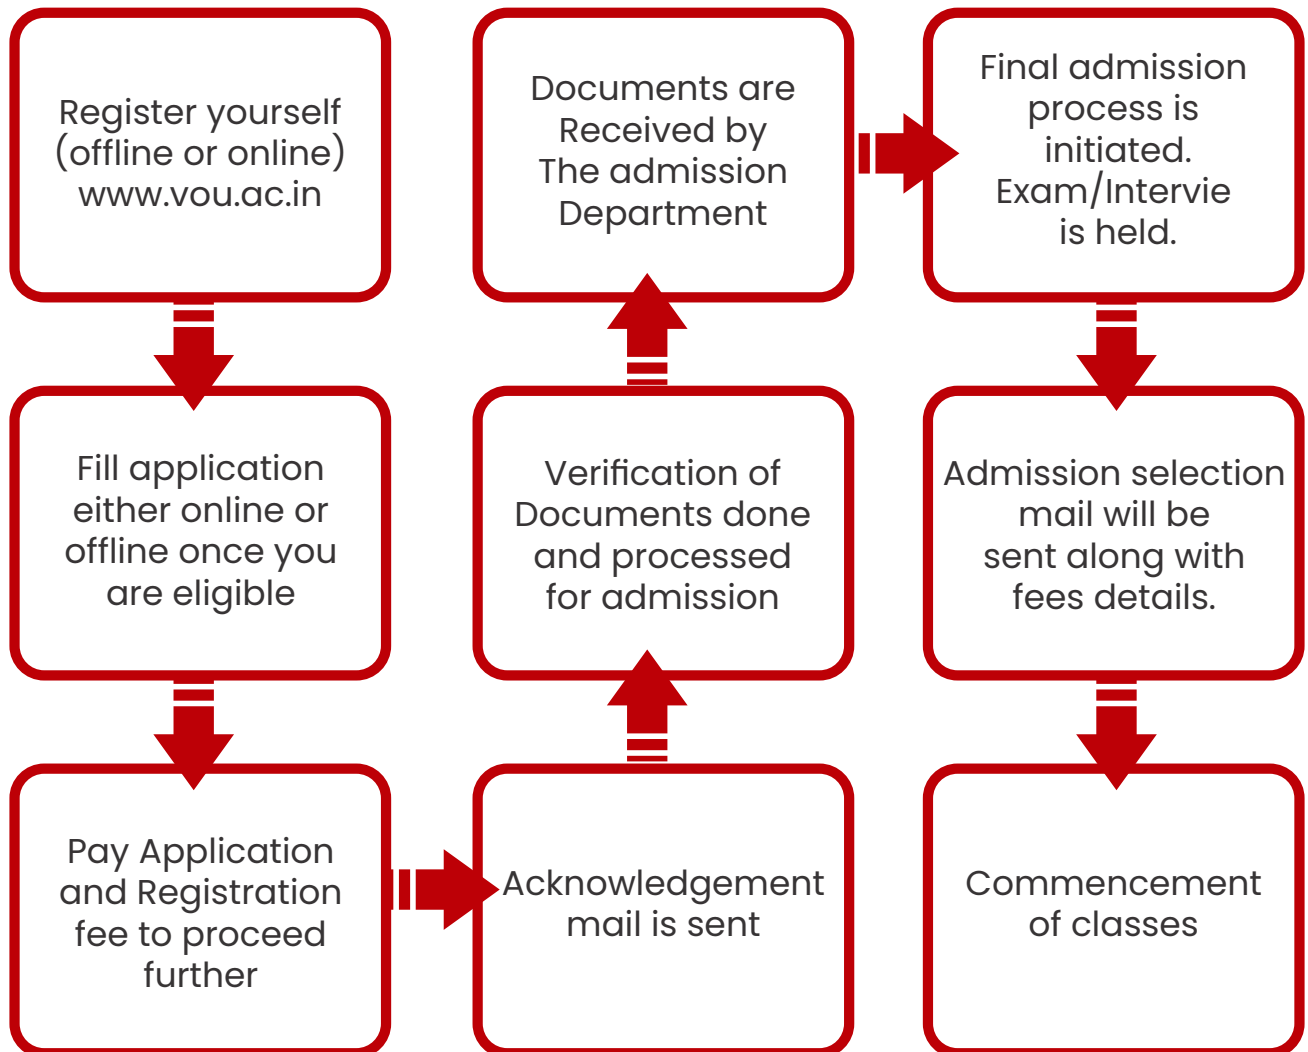 Register yourself
(offline or online)
www.vou.ac.in
Fill application
either online or
offline once you
are eligible
Pay Application
and Registration
fee to proceed
further
Acknowledgement
mail is sent
Verification of
Documents done
and processed
for admission
Documents are
Received by
The admission
Department
Final admission
process is
initiated.
Exam/Intervie
is held.
Admission selection
mail will be
sent along with
fees details.
Commencement
of classes